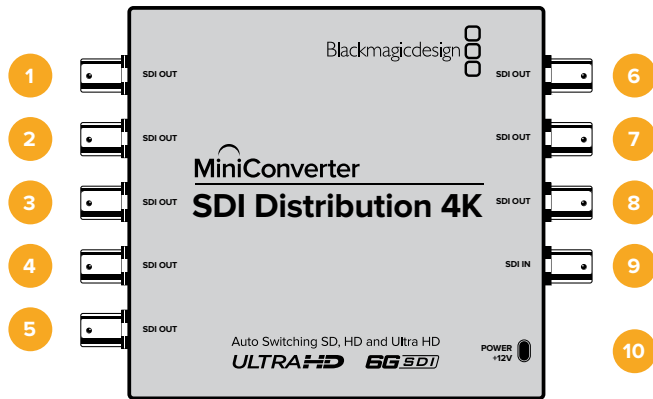 Blackmagicdesign
1 SDI OUT SDI OUT 6
2 SDI OUT SDI OUT 7
MiniConverter
3 SDI OUT SDI Distribution 4K SDI OUT 8
4 SDI OUT SDI IN 9
5 SDI OUT
Auto Switching SD, HD and Ultra HD
ULTRAHD 6G SDI
POWER
+12V
10